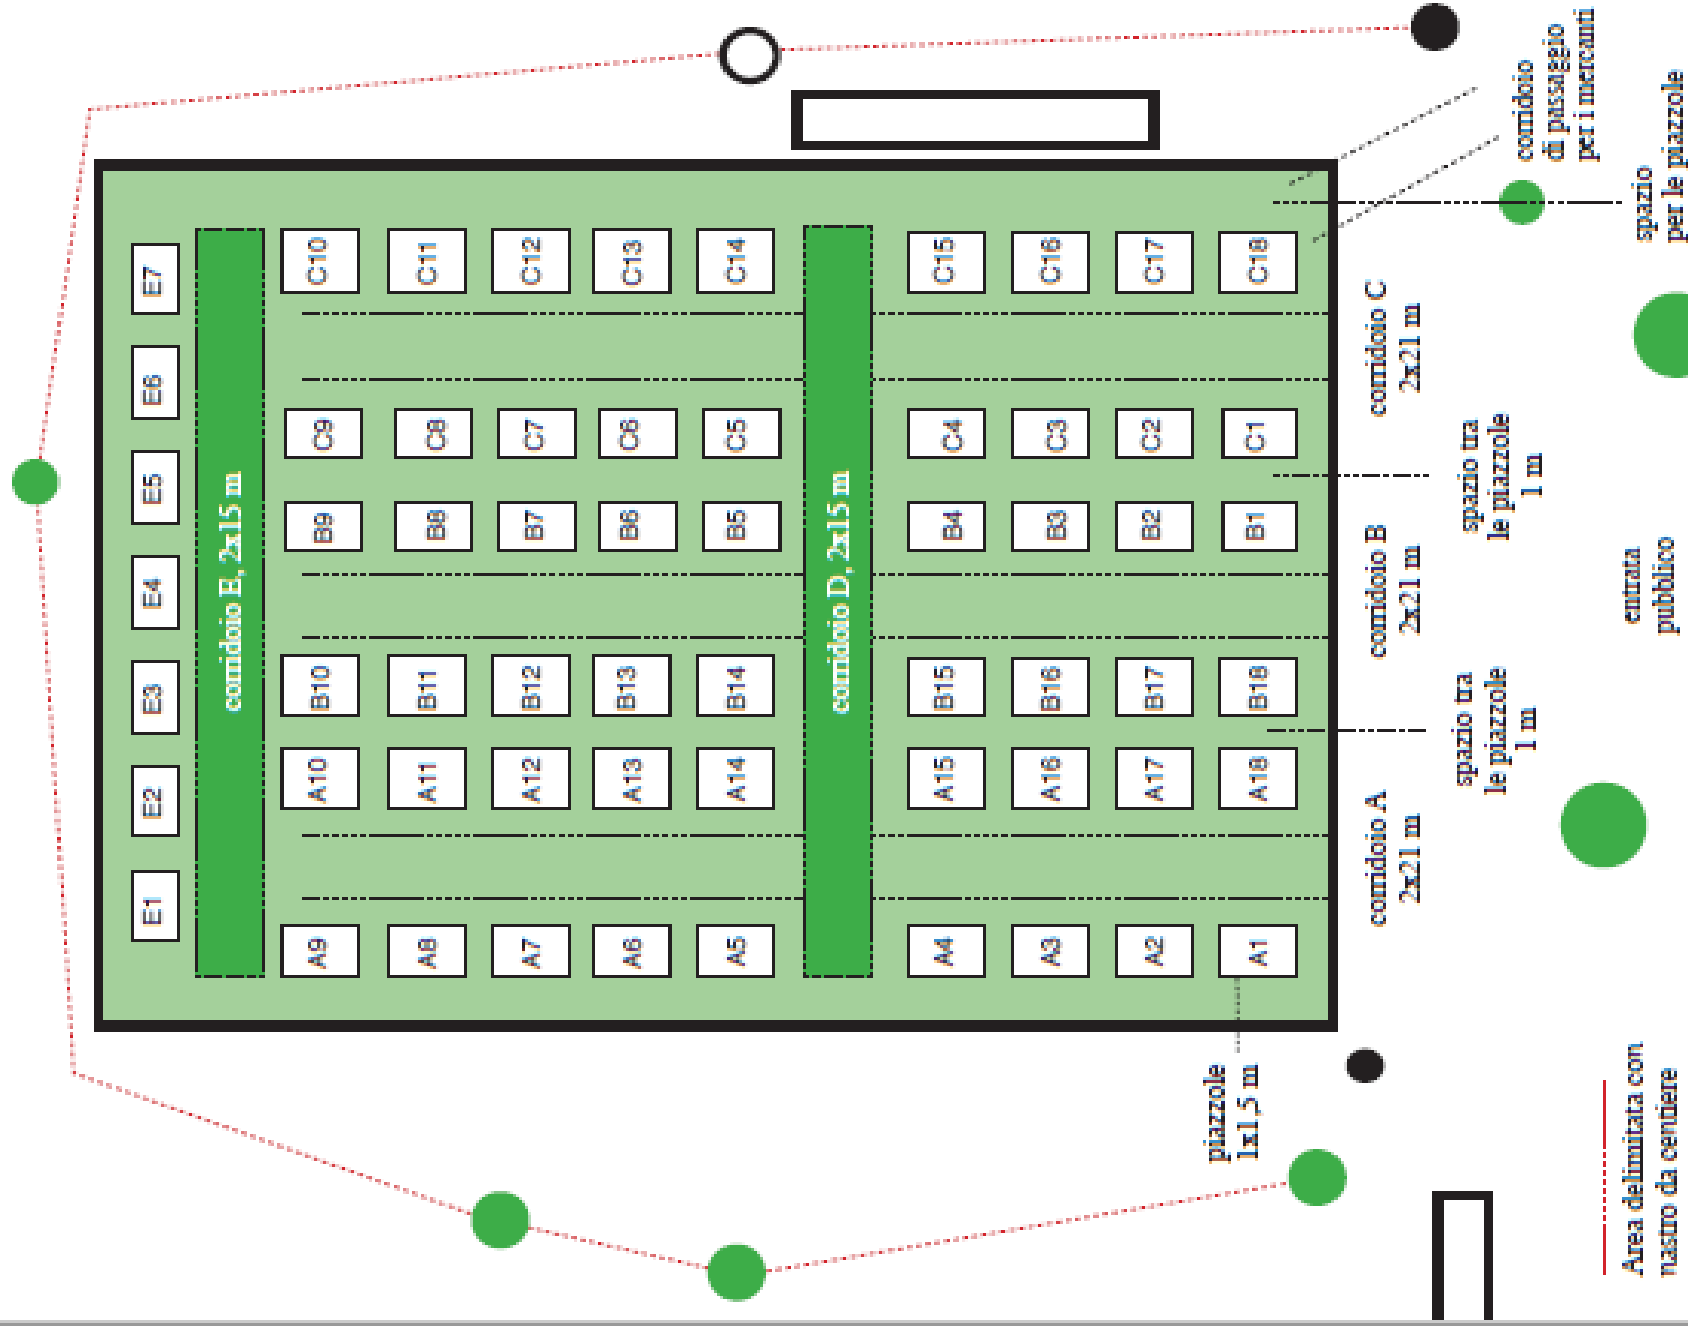 E1
E2
E3
E4
E5
E6
E7
corridoio E, 2x15 m
A9
A10
B10
B9
C9
C10
A8
A11
B11
B8
C8
C11
A7
A12
B12
B7
C7
C12
A6
A13
B13
B6
C6
C13
A5
A14
B14
B5
C5
C14
corridoio D, 2x15 m
A4
A15
B15
B4
C4
C15
A3
A16
B16
B3
C3
C16
A2
A17
B17
B2
C2
C17
A1
A18
B18
B1
C1
C18
piazzole
1x1,5 m
corridoio A
2x21 m
corridoio B
2x21 m
corridoio C
2x21 m
spazio tra
le piazzole
1 m
spazio tra
le piazzole
1 m
corridoio
di passaggio
per i mercanti
spazio
per le piazzole
entrata
pubblico
Area delimitata con
nastro da cantiere